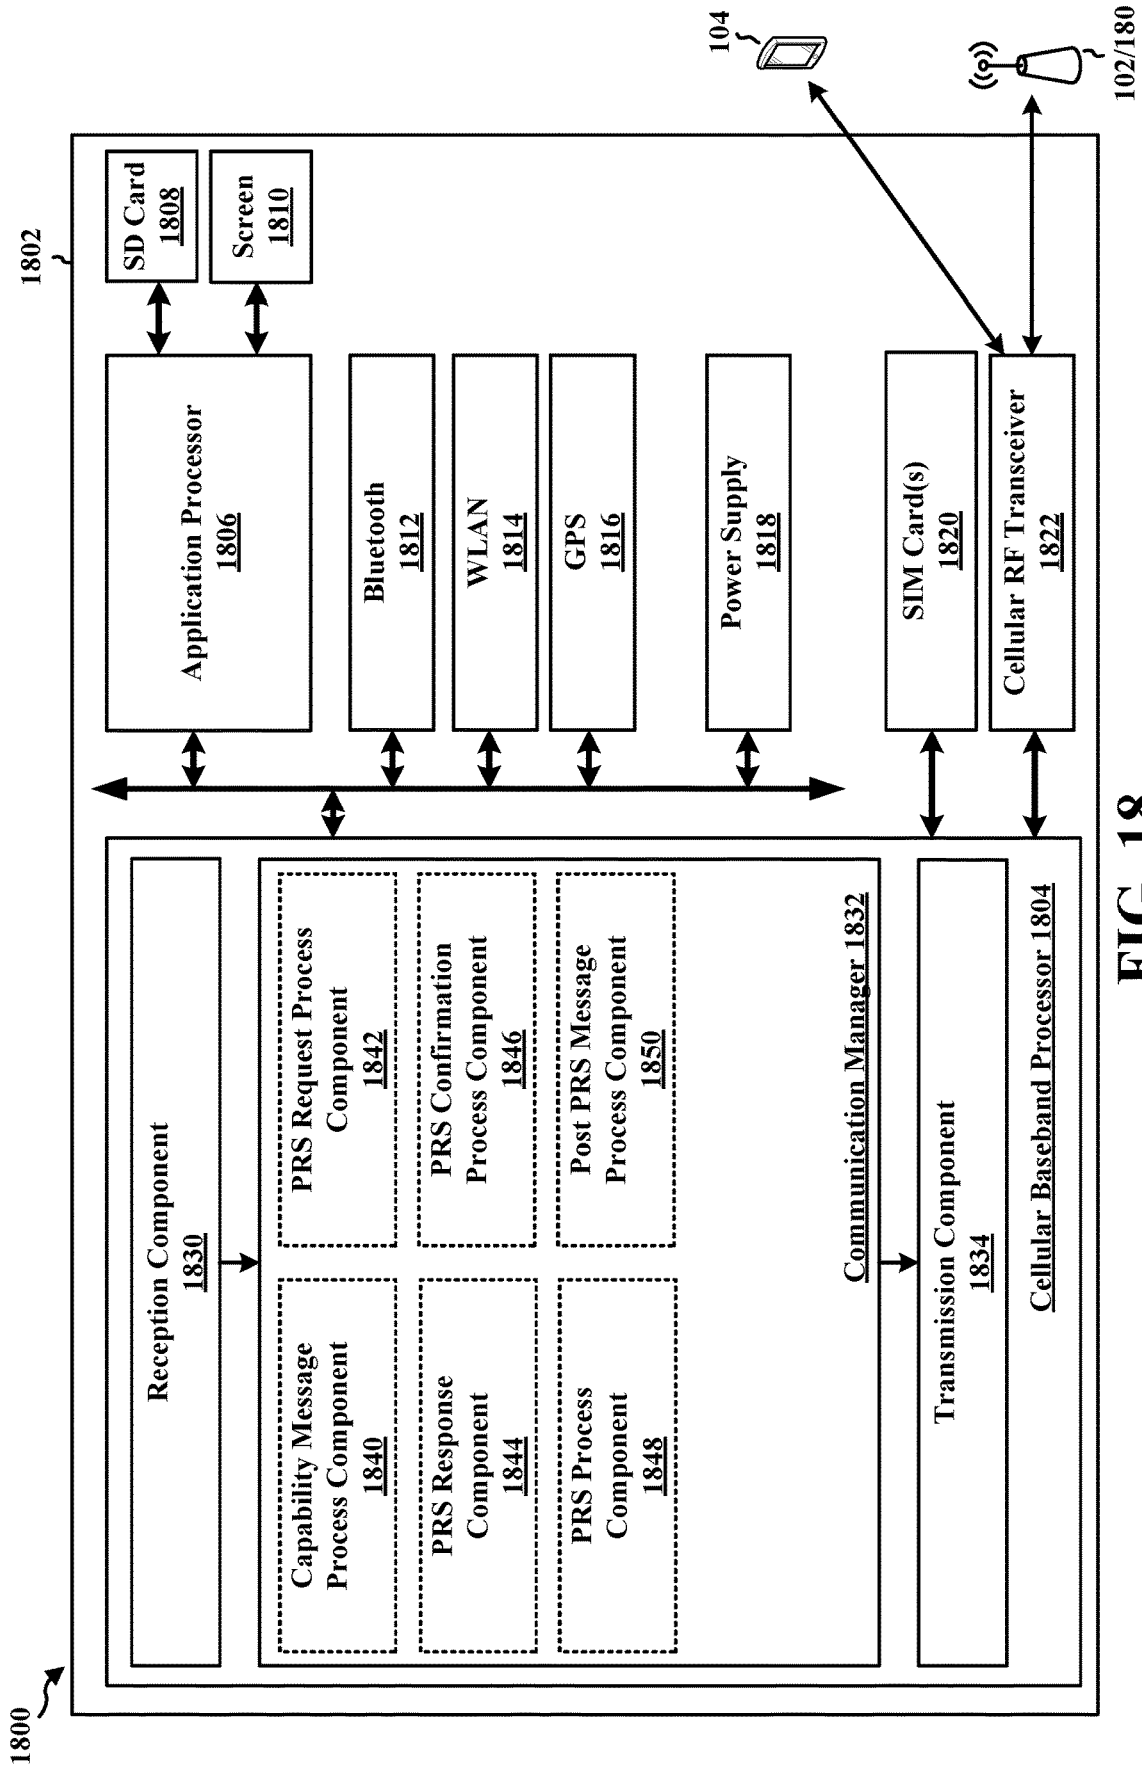 1800
1802
Reception Component
1830
Capability Message
Process Component
1840
PRS Request Process
Component
1842
PRS Response
Component
1844
PRS Confirmation
Process Component
1846
PRS Process
Component
1848
Post PRS Message
Process Component
1850
Communication Manager 1832
Transmission Component
1834
Cellular Baseband Processor 1804
Application Processor
1806
SD Card
1808
Screen
1810
Bluetooth
1812
WLAN
1814
GPS
1816
Power Supply
1818
SIM Card(s)
1820
Cellular RF Transceiver
1822
104
102/180
FIG. 18